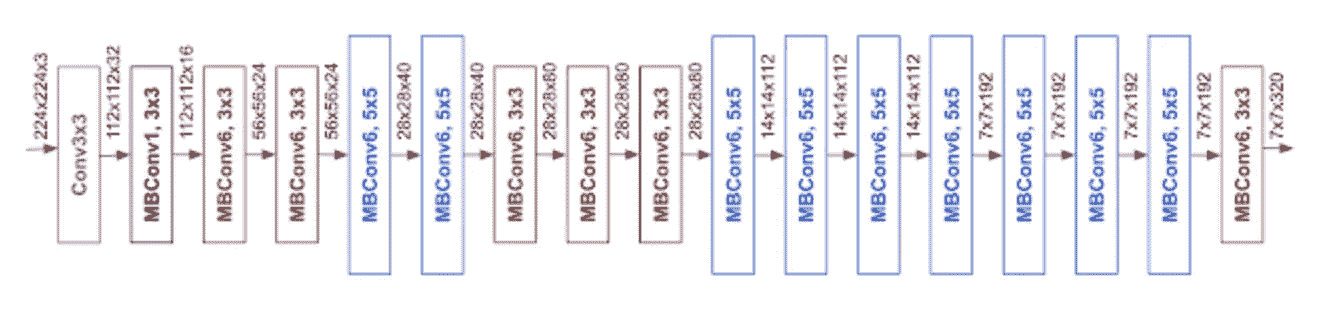 224x224x3
Conv3x3
112x112x32
MBConv1, 3x3
112x112x16
MBConv6, 3x3
56x56x24
MBConv6, 3x3
56x56x24
MBConv6, 5x5
28x28x40
MBConv6, 5x5
28x28x40
MBConv6, 3x3
28x28x80
MBConv6, 3x3
28x28x80
MBConv6, 3x3
28x28x80
MBConv6, 5x5
14x14x112
MBConv6, 5x5
14x14x112
MBConv6, 5x5
14x14x112
MBConv6, 5x5
7x7x192
MBConv6, 5x5
7x7x192
MBConv6, 5x5
7x7x192
MBConv6, 5x5
7x7x192
MBConv6, 3x3
7x7x320